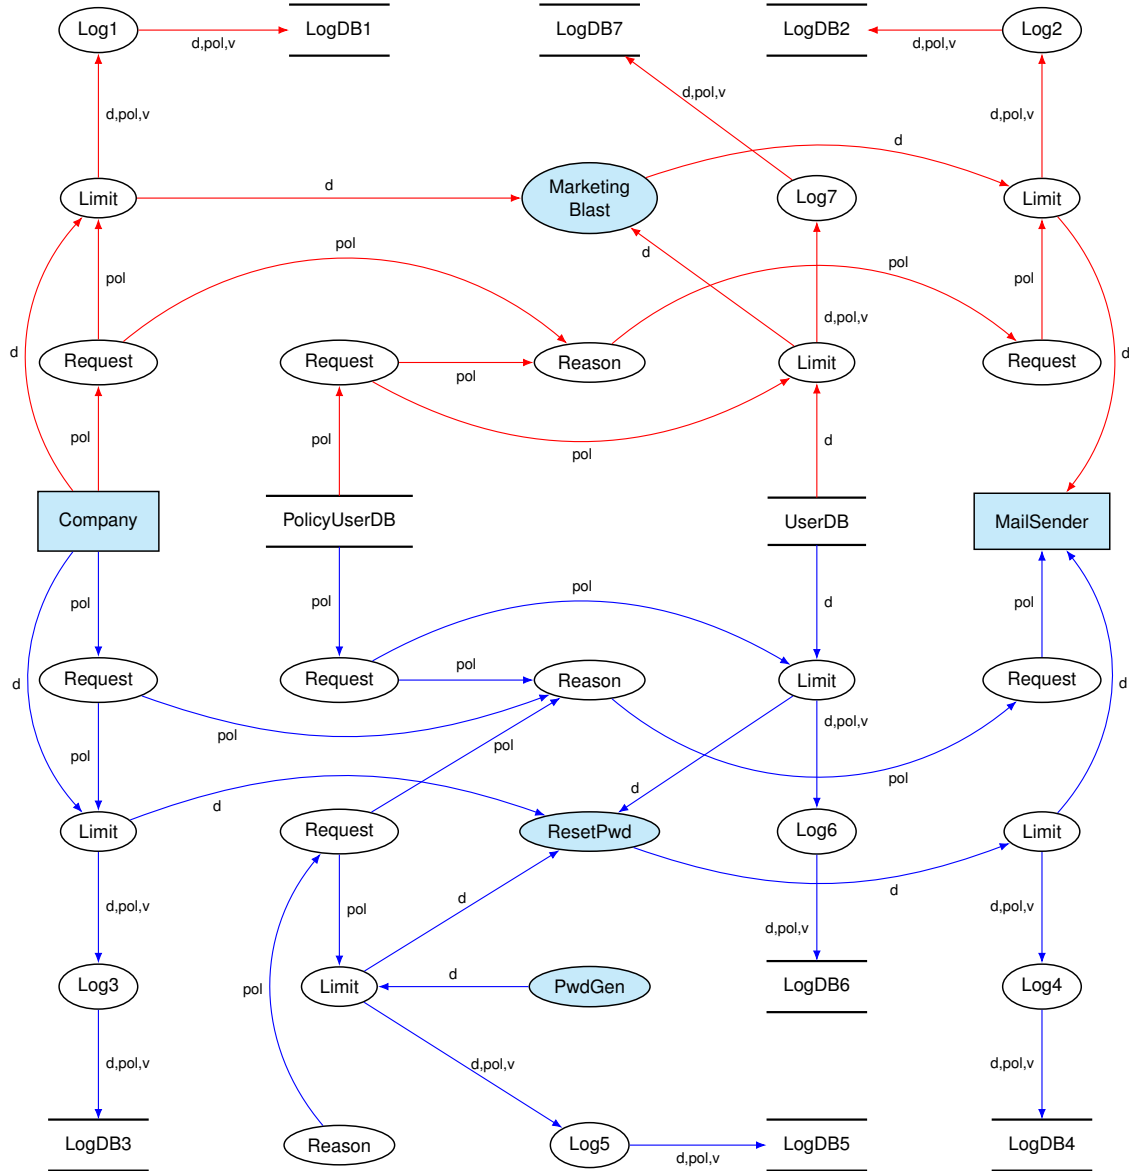 Log1
d,pol,v
LogDB1
LogDB7
LogDB2
d,pol,v
Log2
d,pol,v
d,pol,v
d,pol,v
d
Limit
d
Marketing
Blast
Log7
Limit
pol
pol
d
pol
pol
d,pol,v
d
Request
Request
pol
Reason
Limit
Request
d
pol
pol
pol
d
Company
PolicyUserDB
UserDB
MailSender
pol
pol
pol
d
pol
Request
Request
pol
Reason
Limit
Request
d
d
pol
pol
pol
d,pol,v
d
pol
d
Limit
Request
ResetPwd
Log6
Limit
d,pol,v
pol
d
d
d,pol,v
d,pol,v
Log3
pol
Limit
d
PwdGen
LogDB6
Log4
d,pol,v
d,pol,v
d,pol,v
LogDB3
Reason
Log5
d,pol,v
LogDB5
LogDB4